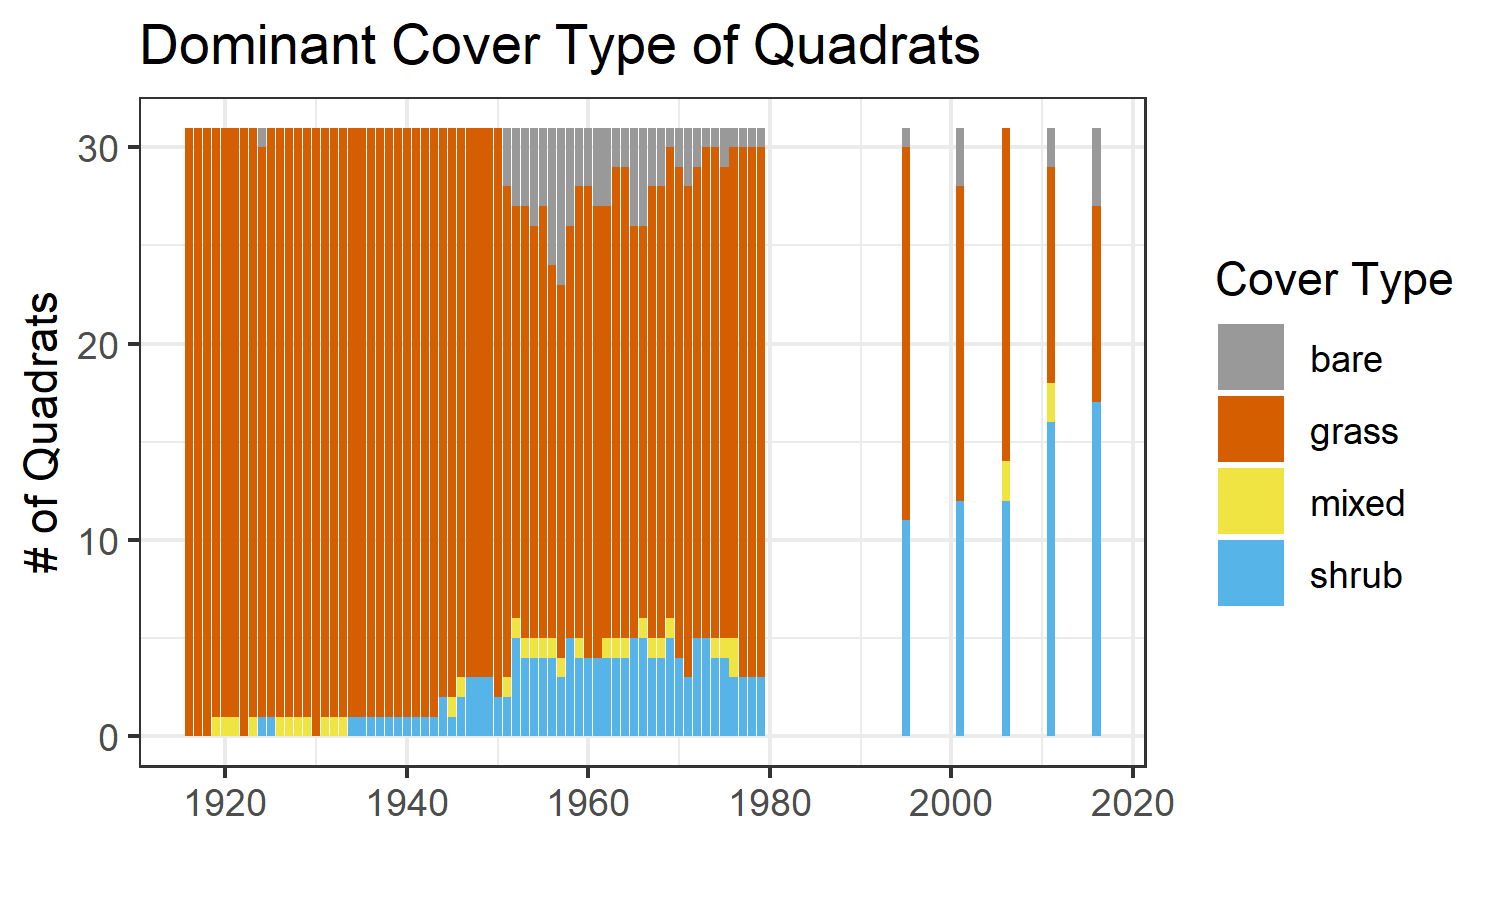 Dominant Cover Type of Quadrats
# of Quadrats
30
20
10
0
1920 1940 1960 1980 2000 2020
Cover Type
bare
grass
mixed
shrub